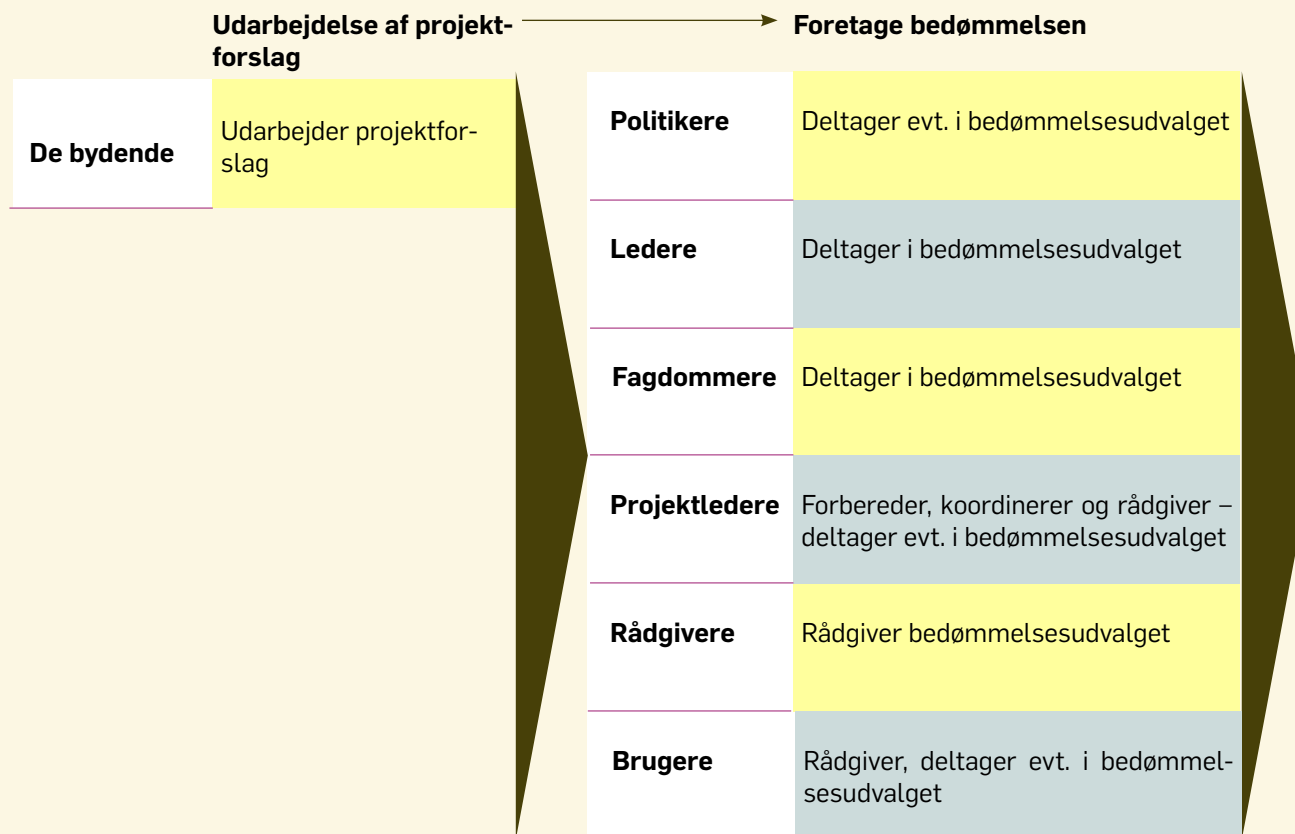 Udarbejdelse af projekt-
forslag
Foretage bedømmelsen
De bydende
Udarbejder projektfor-
slag
Politikere
Deltager evt. i bedømmelsesudvalget
Ledere
Deltager i bedømmelsesudvalget
Fagdommere
Deltager i bedømmelsesudvalget
Projektledere
Forbereder, koordinerer og rådgiver –
deltager evt. i bedømmelsesudvalget
Rådgivere
Rådgiver bedømmelsesudvalget
Brugere
Rådgiver, deltager evt. i bedømmel-
sesudvalget